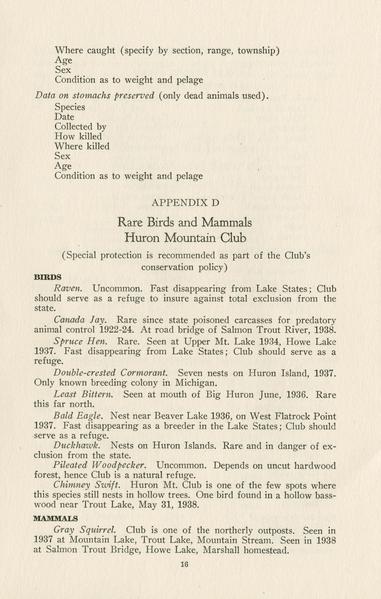 Where caught (specify by section, range, township)
Age
Sex
Condition as to weight and pelage
Data on stomachs preserved (only dead animals used).
Species
Date
Collected by
How killed
Where killed
Sex
Age
Condition as to weight and pelage
APPENDIX D
Rare Birds and Mammals
Huron Mountain Club
(Special protection is recommended as part of the Club's
conservation policy)
BIRDS
Raven. Uncommon. Fast disappearing from Lake States; Club
should serve as a refuge to insure against total exclusion from the
state.
Canada Jay. Rare since state poisoned carcasses for predatory
animal control 1922-24. At road bridge of Salmon Trout River, 1938.
Spruce Hen. Rare. Seen at Upper Mt. Lake 1934, Howe Lake
1937. Fast disappearing from Lake States; Club should serve as a
refuge.
Double-crested Cormorant. Seven nests on Huron Island, 1937.
Only known breeding colony in Michigan.
Least Bittern. Seen at mouth of Big Huron June, 1936. Rare
this far north.
Bald Eagle. Nest near Beaver Lake 1936, on West Flatrock Point
1937. Fast disappearing as a breeder in the Lake States; Club should
serve as a refuge.
Duckhawk. Nests on Huron Islands. Rare and in danger of ex-
clusion from the state.
Pileated Woodpecker. Uncommon. Depends on uncut hardwood
forest, hence Club is a natural refuge.
Chimney Swift. Huron Mt. Club is one of the few spots where
this species still nests in hollow trees. One bird found in a hollow bass-
wood near Trout Lake, May 31, 1938.
MAMMALS
Gray Squirrel. Club is one of the northerly outposts. Seen in
1937 at Mountain Lake, Trout Lake, Mountain Stream. Seen in 1938
at Salmon Trout Bridge, Howe Lake, Marshall homestead.
16